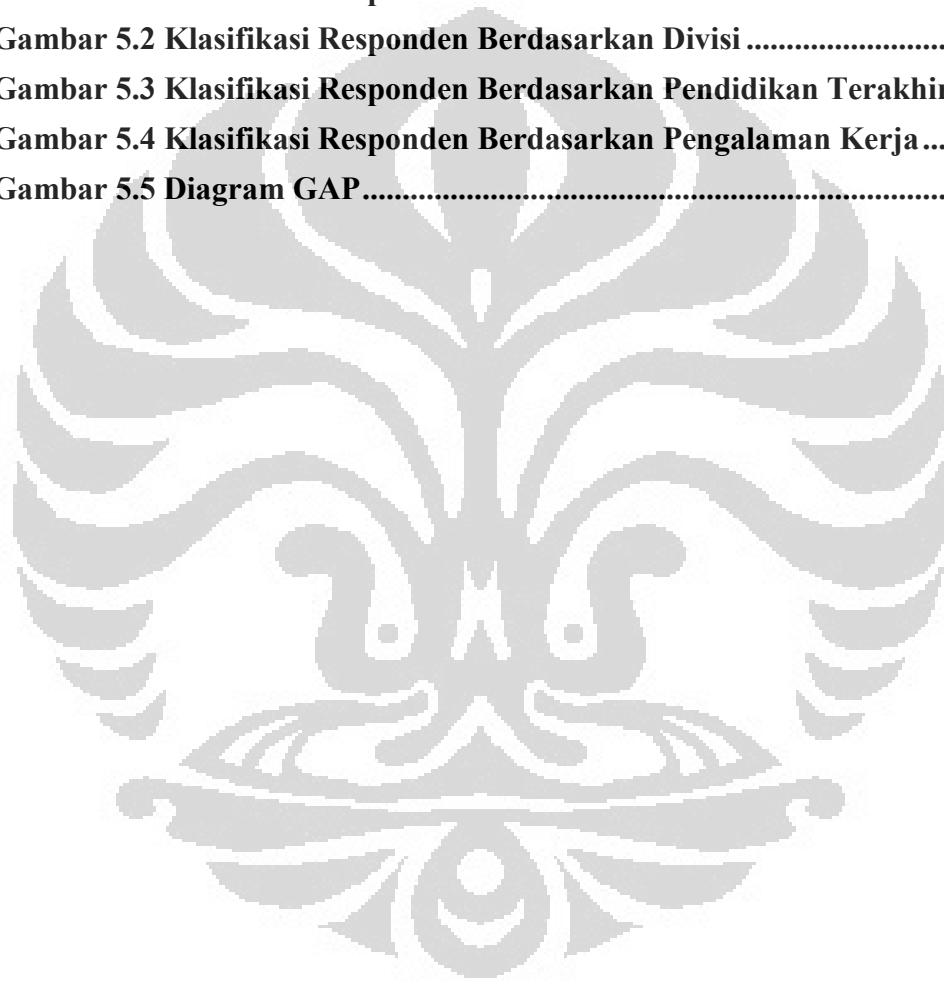 Gambar 5.2 Klasifikasi Responden Berdasarkan Divisi .........................
Gambar 5.3 Klasifikasi Responden Berdasarkan Pendidikan Terakhir
Gambar 5.4 Klasifikasi Responden Berdasarkan Pengalaman Kerja ...
Gambar 5.5 Diagram GAP..........................................................................